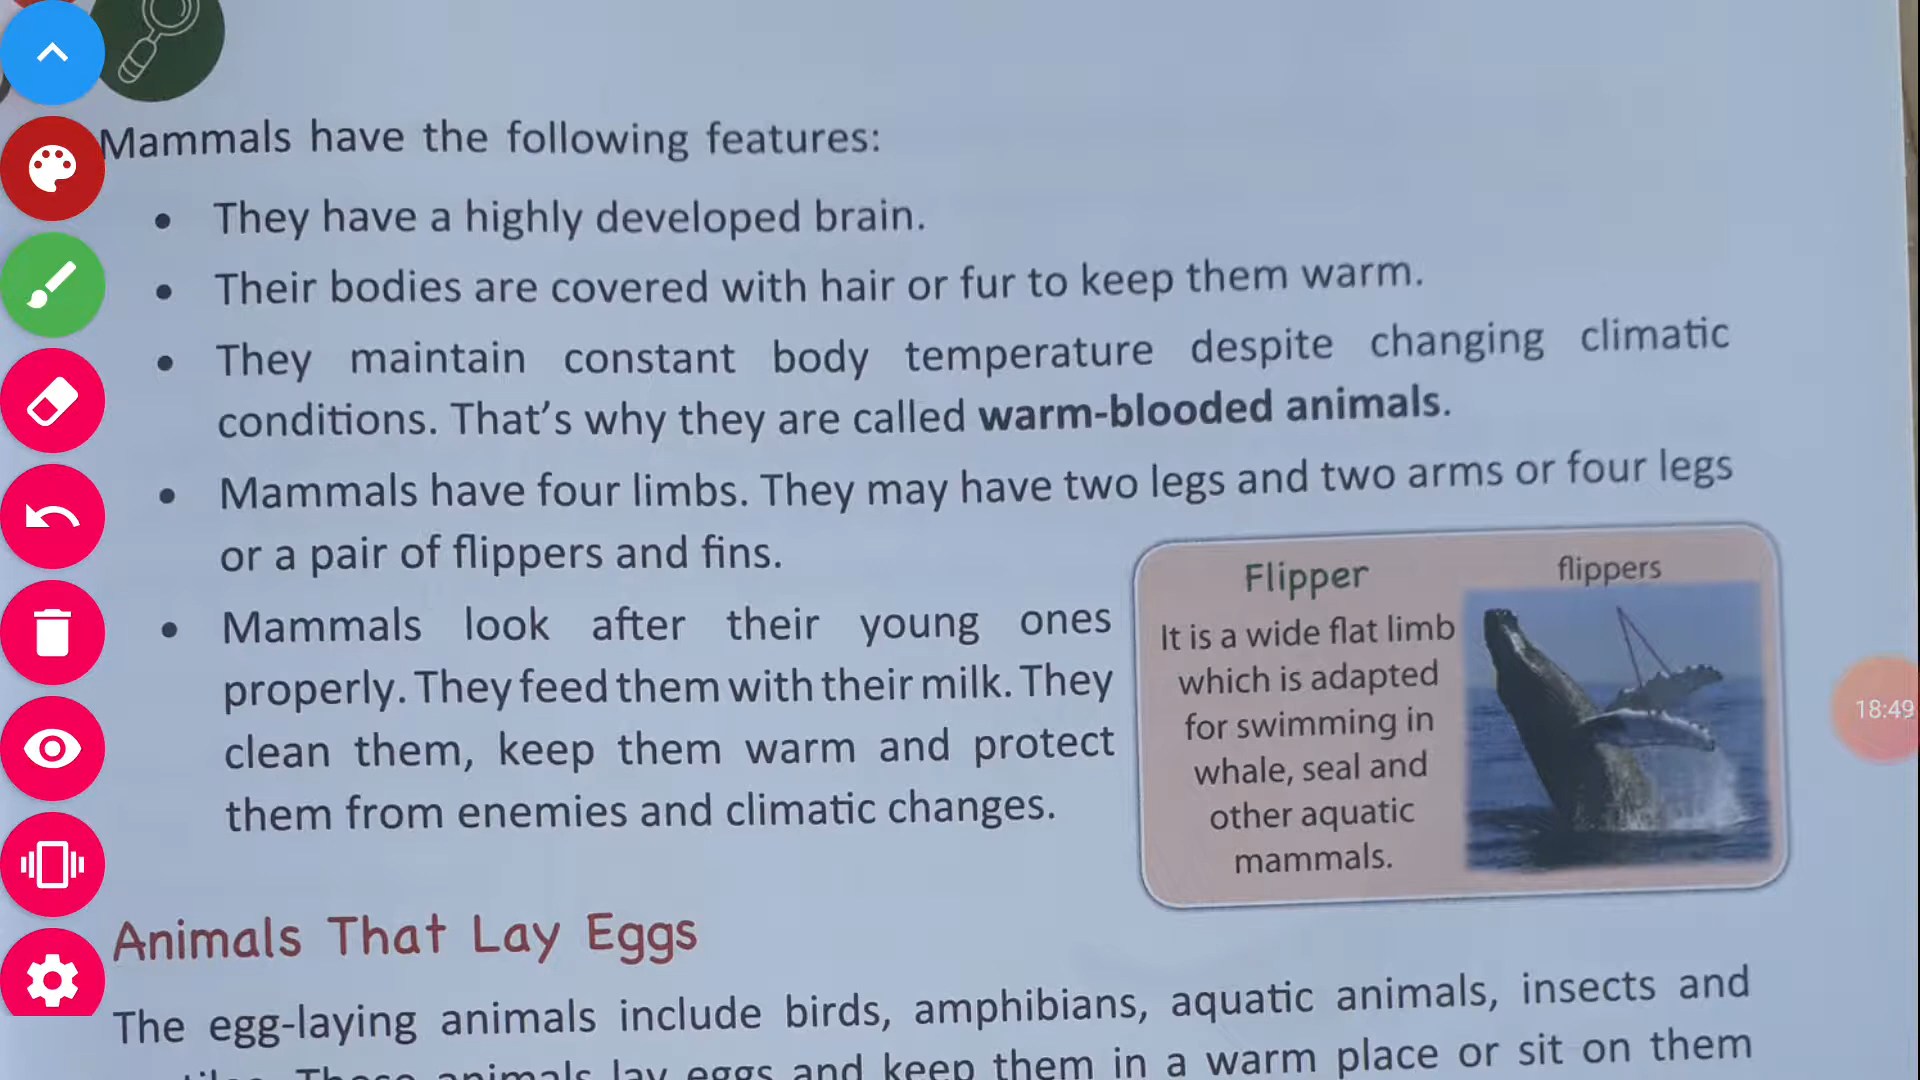 Mammals have the following features:
• They have a highly developed brain.
• Their bodies are covered with hair or fur to keep them warm.
• They maintain constant body temperature despite changing climatic
conditions. That's why they are called warm-blooded animals.
• Mammals have four limbs. They may have two legs and two arms or four legs
or a pair of flippers and fins.
• Mammals look after their young ones
properly. They feed them with their milk. They
clean them, keep them warm and protect
them from enemies and climatic changes.
Flipper
It is a wide flat limb
which is adapted
for swimming in
whale, seal and
other aquatic
mammals.
flippers
18:49
Animals That Lay Eggs
The egg-laying animals include birds, amphibians, aquatic animals, insects and
These animals lay eggs and keep them in a warm place or sit on them